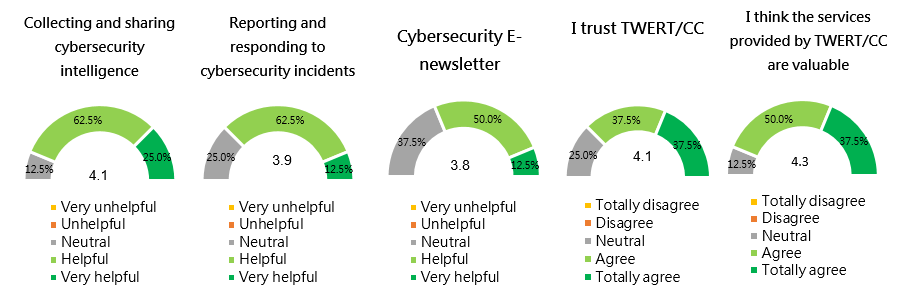 Collecting and sharing
cybersecurity
intelligence
62.5%
12.5%
25.0%
4.1
Very unhelpful
Unhelpful
Neutral
Helpful
Very helpful
Reporting and
responding to
cybersecurity incidents
62.5%
25.0%
12.5%
3.9
Very unhelpful
Unhelpful
Neutral
Helpful
Very helpful
Cybersecurity E-
newsletter
50.0%
37.5%
12.5%
3.8
Very unhelpful
Unhelpful
Neutral
Helpful
Very helpful
I trust TWERT/CC
37.5%
25.0%
37.5%
4.1
Totally disagree
Disagree
Neutral
Agree
Totally agree
I think the services
provided by TWERT/CC
are valuable
50.0%
12.5%
37.5%
4.3
Totally disagree
Disagree
Neutral
Agree
Totally agree